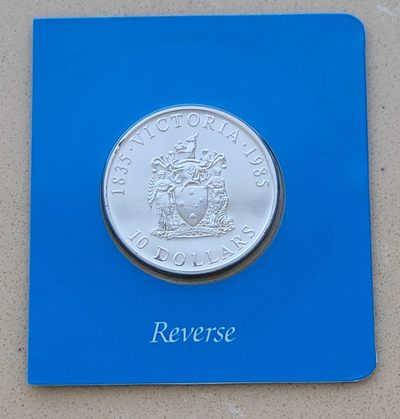 1835 · VICTORIA · 1985
10 DOLLARS
Reverse